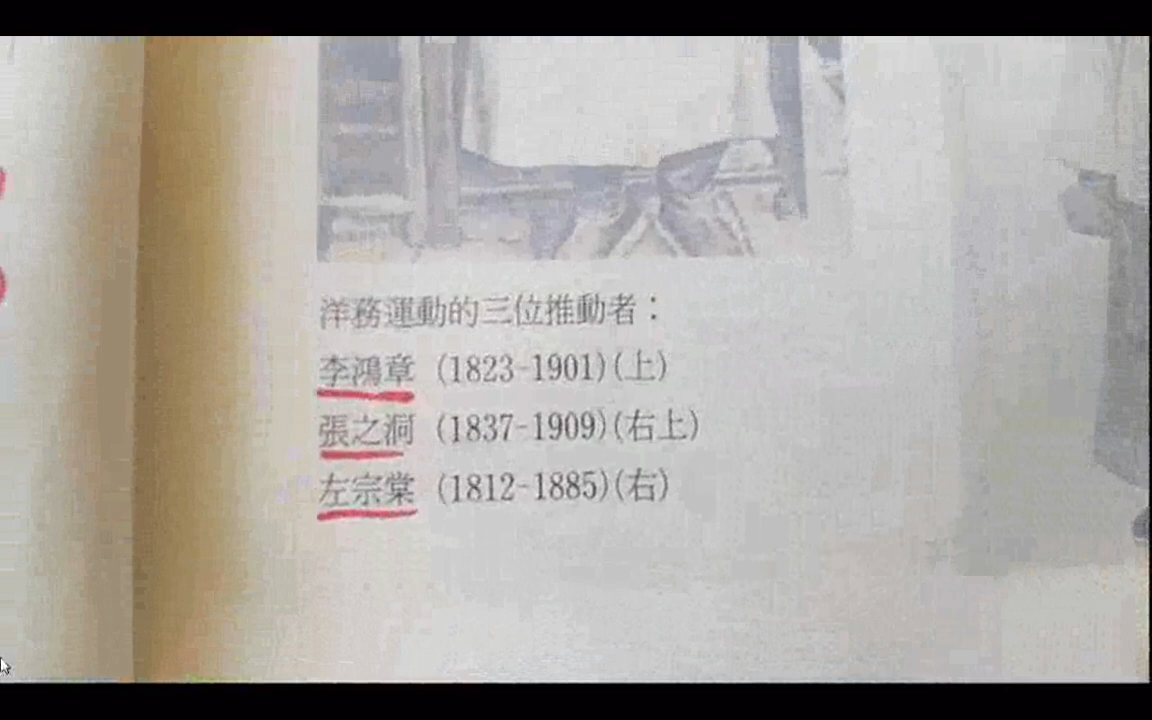 洋務運動的三位推動者：
李鴻章 (1823-1901)(上)
張之洞 (1837-1909)(右上)
左宗棠 (1812-1885)(右)